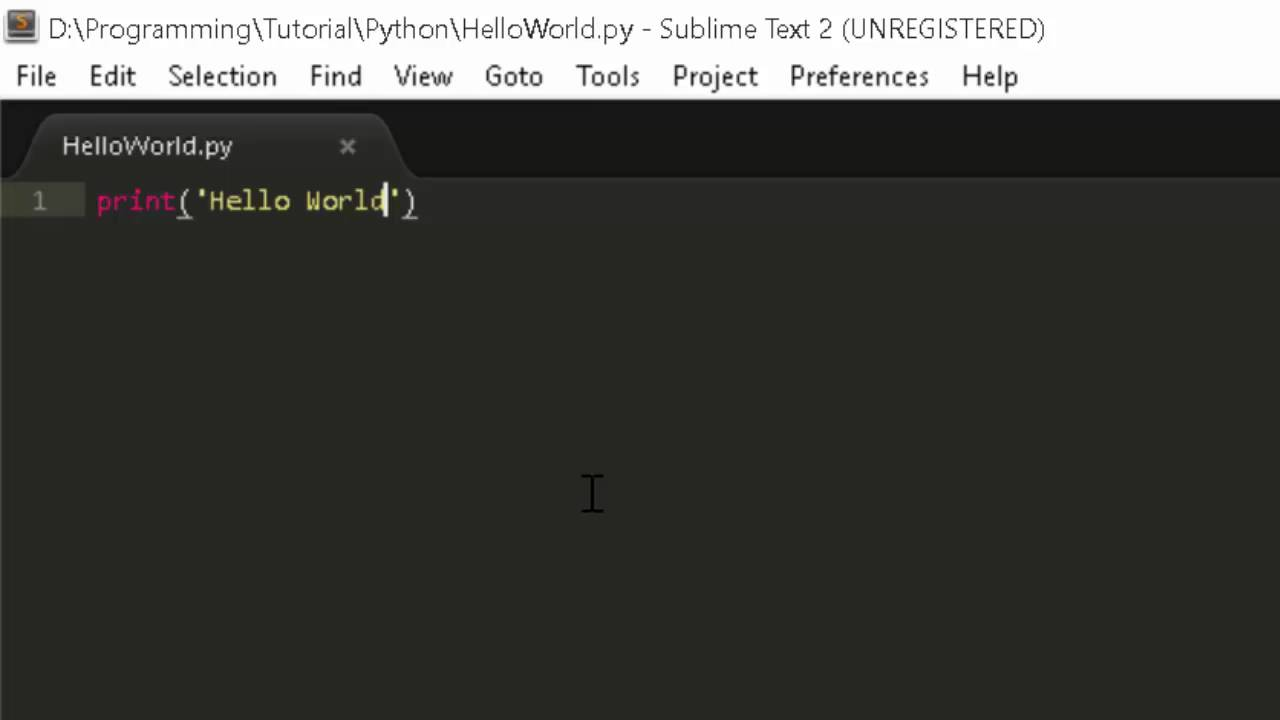 D:\Programming\Tutorial\Python\HelloWorld.py - Sublime Text 2 (UNREGISTERED)
File Edit Selection Find View Goto Tools Project Preferences Help
HelloWorld.py ×
1 print('Hello World')